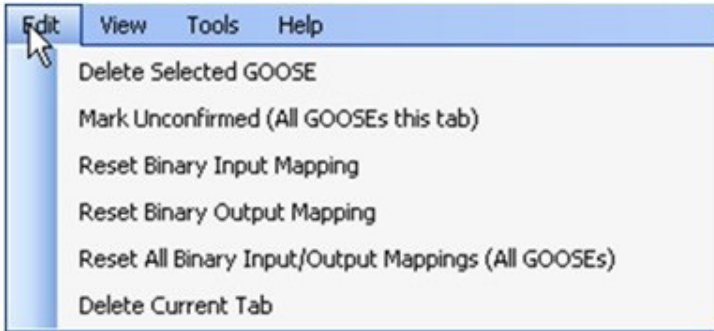 Edit View Tools Help
Delete Selected GOOSE
Mark Unconfirmed (All GOOSEs this tab)
Reset Binary Input Mapping
Reset Binary Output Mapping
Reset All Binary Input/Output Mappings (All GOOSEs)
Delete Current Tab